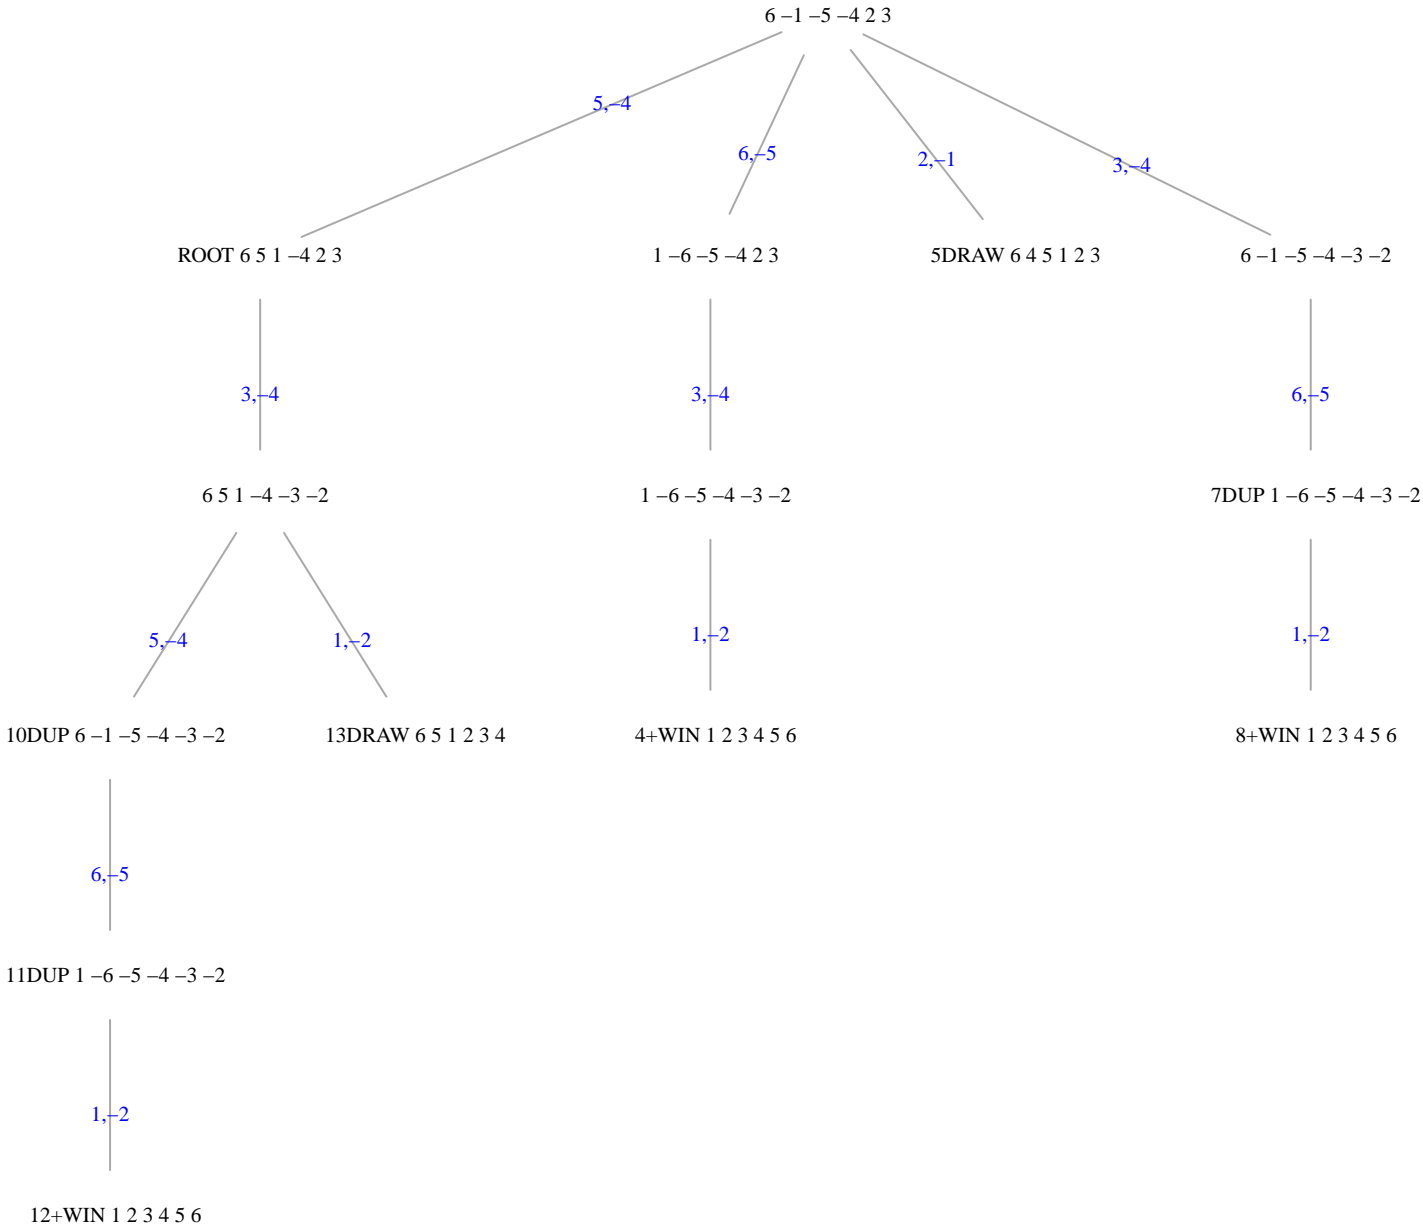 6 –1 –5 –4 2 3
5,–4
6,–5
2,–1
3,–4
ROOT 6 5 1 –4 2 3
1 –6 –5 –4 2 3
5DRAW 6 4 5 1 2 3
6 –1 –5 –4 –3 –2
3,–4
3,–4
6,–5
6 5 1 –4 –3 –2
1 –6 –5 –4 –3 –2
7DUP 1 –6 –5 –4 –3 –2
5,–4
1,–2
1,–2
1,–2
10DUP 6 –1 –5 –4 –3 –2
13DRAW 6 5 1 2 3 4
4+WIN 1 2 3 4 5 6
8+WIN 1 2 3 4 5 6
6,–5
11DUP 1 –6 –5 –4 –3 –2
1,–2
12+WIN 1 2 3 4 5 6